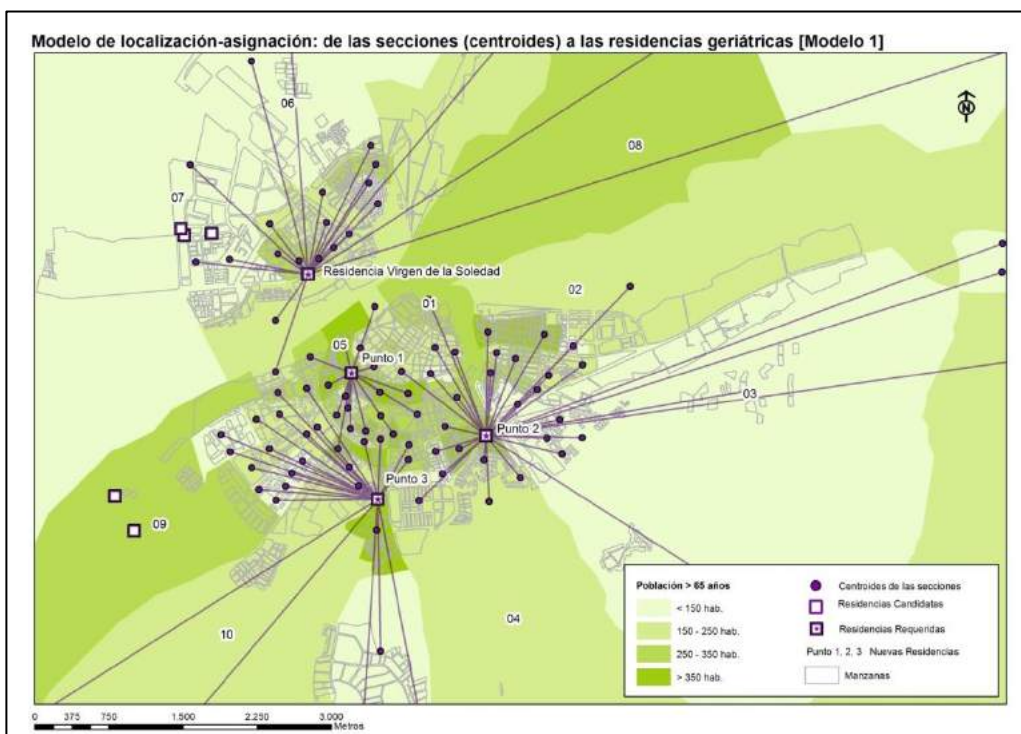 Modelo de localización-asignación: de las secciones (centroides) a las residencias geriátricas [Modelo 1]
06
N
08
07
Residencia Virgen de la Soledad
02
01
05
Punto 1
03
Punto 2
Punto 3
09
04
10
Población > 65 años
< 150 hab.
150 - 250 hab.
250 - 350 hab.
> 350 hab.
Centroides de las secciones
Residencias Candidatas
Residencias Requeridas
Punto 1, 2, 3 Nuevas Residencias
Manzanas
0 375 750 1.500 2.250 3.000
Metros